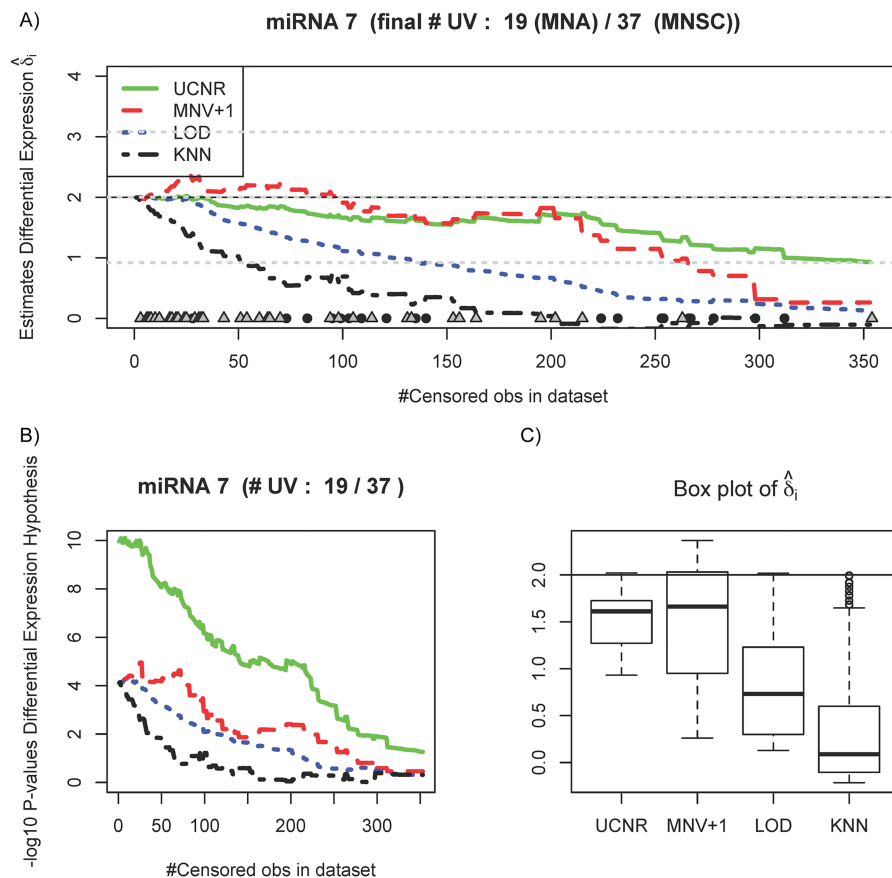 A)
miRNA 7 (final # UV : 19 (MNA) / 37 (MNSC))
Estimates Differential Expression δ̂i
4
3
2
1
0
UCNR
MNV+1
LOD
KNN
0 50 100 150 200 250 300 350
#Censored obs in dataset
B)
miRNA 7 (# UV : 19 / 37 )
-log10 P-values Differential Expression Hypothesis
10
8
6
4
2
0
0 50 100 200 300
#Censored obs in dataset
C)
Box plot of δ̂i
2.0
1.5
1.0
0.5
0.0
UCNR MNV+1 LOD KNN